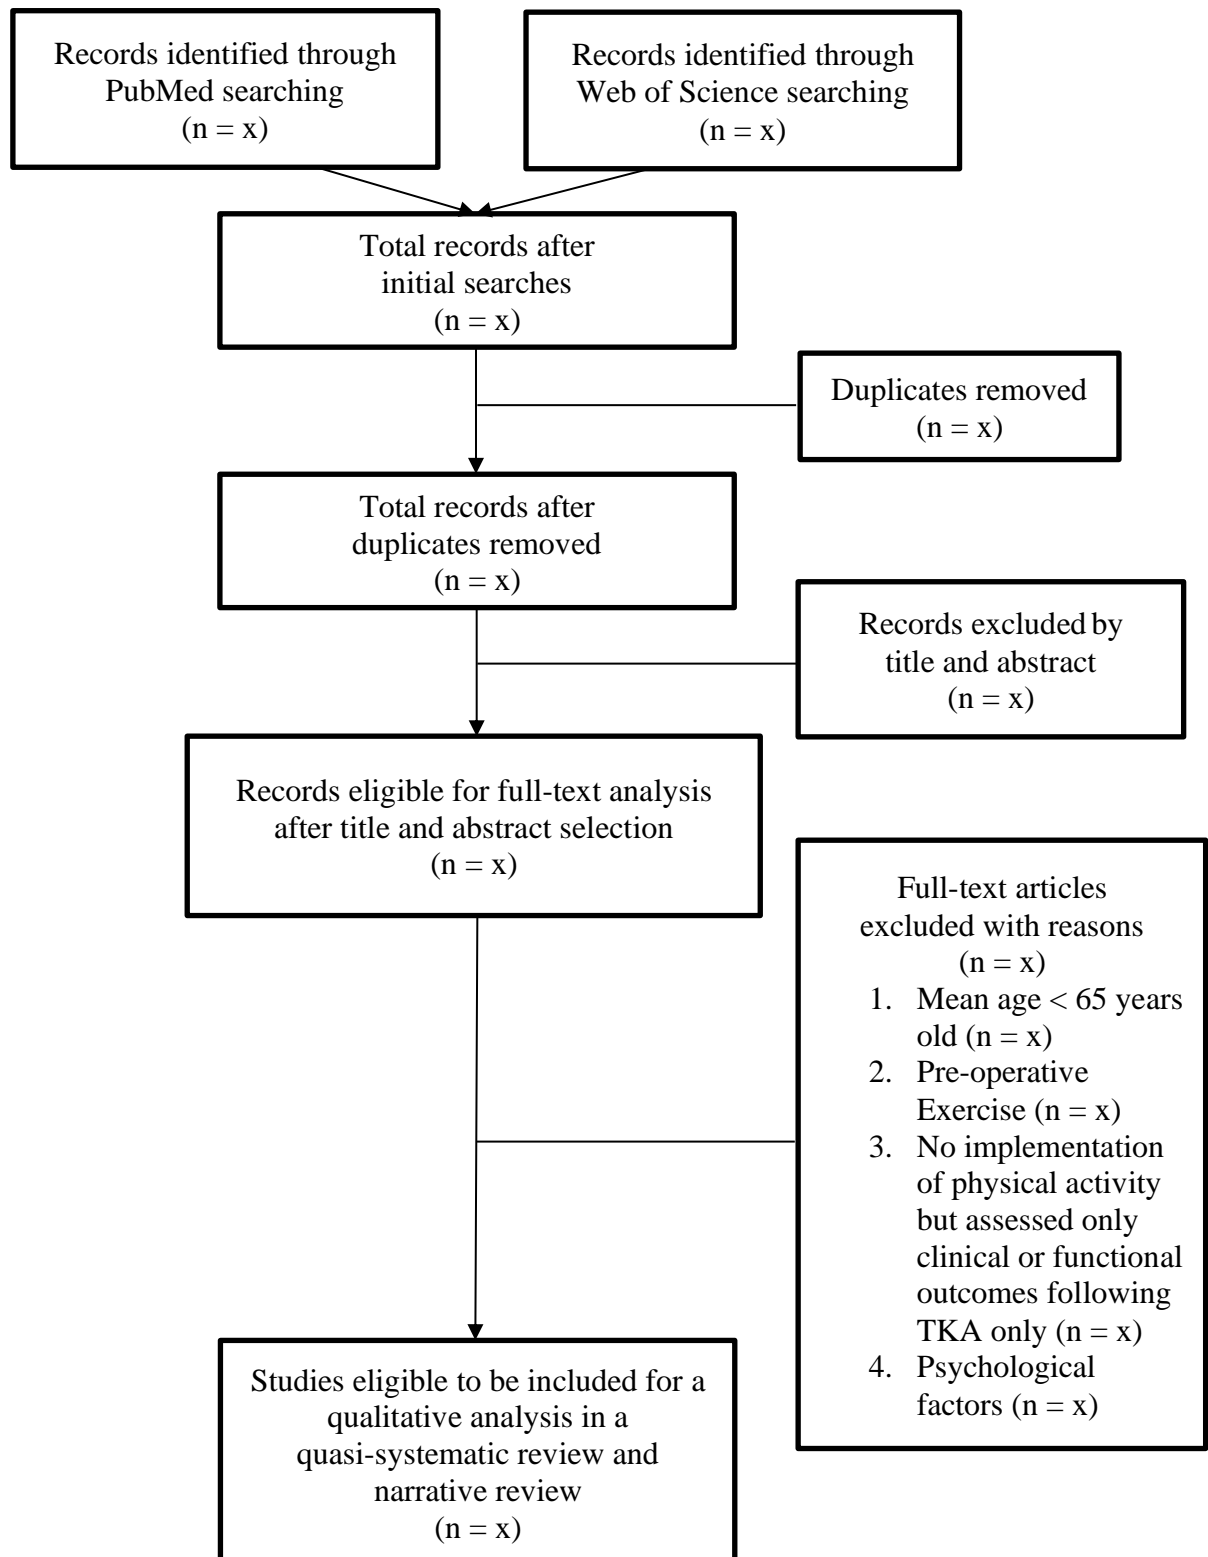 Records identified through
PubMed searching
(n = x)
Records identified through
Web of Science searching
(n = x)
Total records after
initial searches
(n = x)
Duplicates removed
(n = x)
Total records after
duplicates removed
(n = x)
Records excluded by
title and abstract
(n = x)
Records eligible for full-text analysis
after title and abstract selection
(n = x)
Full-text articles
excluded with reasons
(n = x)
1. Mean age < 65 years
old (n = x)
2. Pre-operative
Exercise (n = x)
3. No implementation
of physical activity
but assessed only
clinical or functional
outcomes following
TKA only (n = x)
4. Psychological
factors (n = x)
Studies eligible to be included for a
qualitative analysis in a
quasi-systematic review and
narrative review
(n = x)